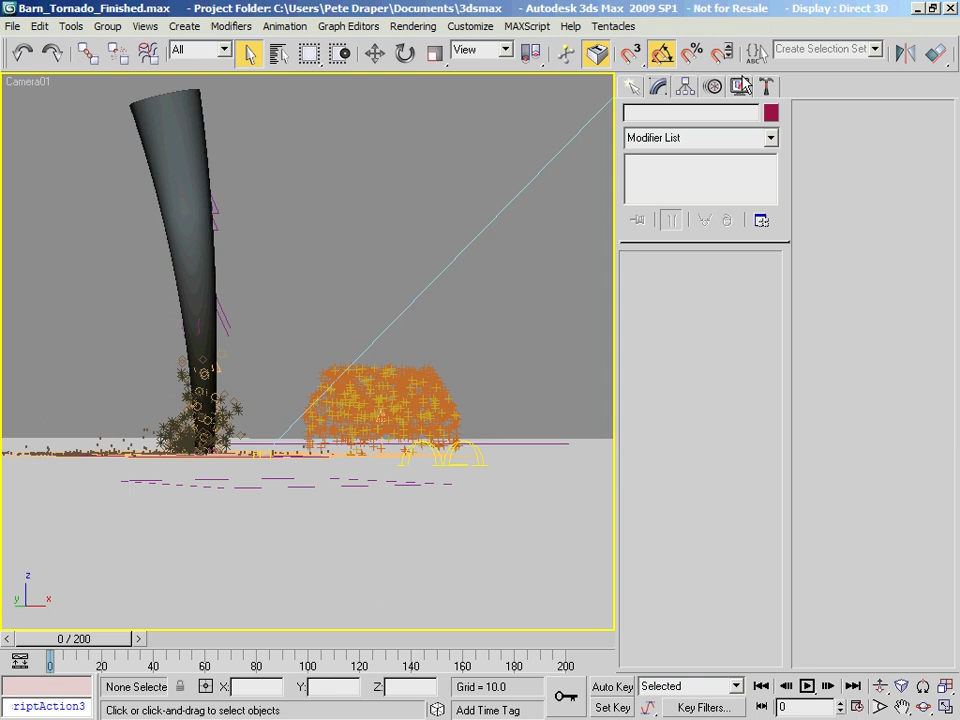 Barn_Tornado_Finished.max - Project Folder: C:\Users\Pete Draper\Documents\3dsmax - Autodesk 3ds Max 2009 SP1 - Not for Resale - Display : Direct 3D
File Edit Tools Group Views Create Modifiers Animation Graph Editors Rendering Customize MAXScript Help Tentacles
All View 3 % ABC Create Selection Set
Camera01
Modifier List
z
y x
0 / 200
0 20 40 60 80 100 120 140 160 180 200
None Selecte X: Y: Z: Grid = 10.0 Auto Key Selected
riptAction3 Click or click-and-drag to select objects Add Time Tag Set Key Key Filters... 0